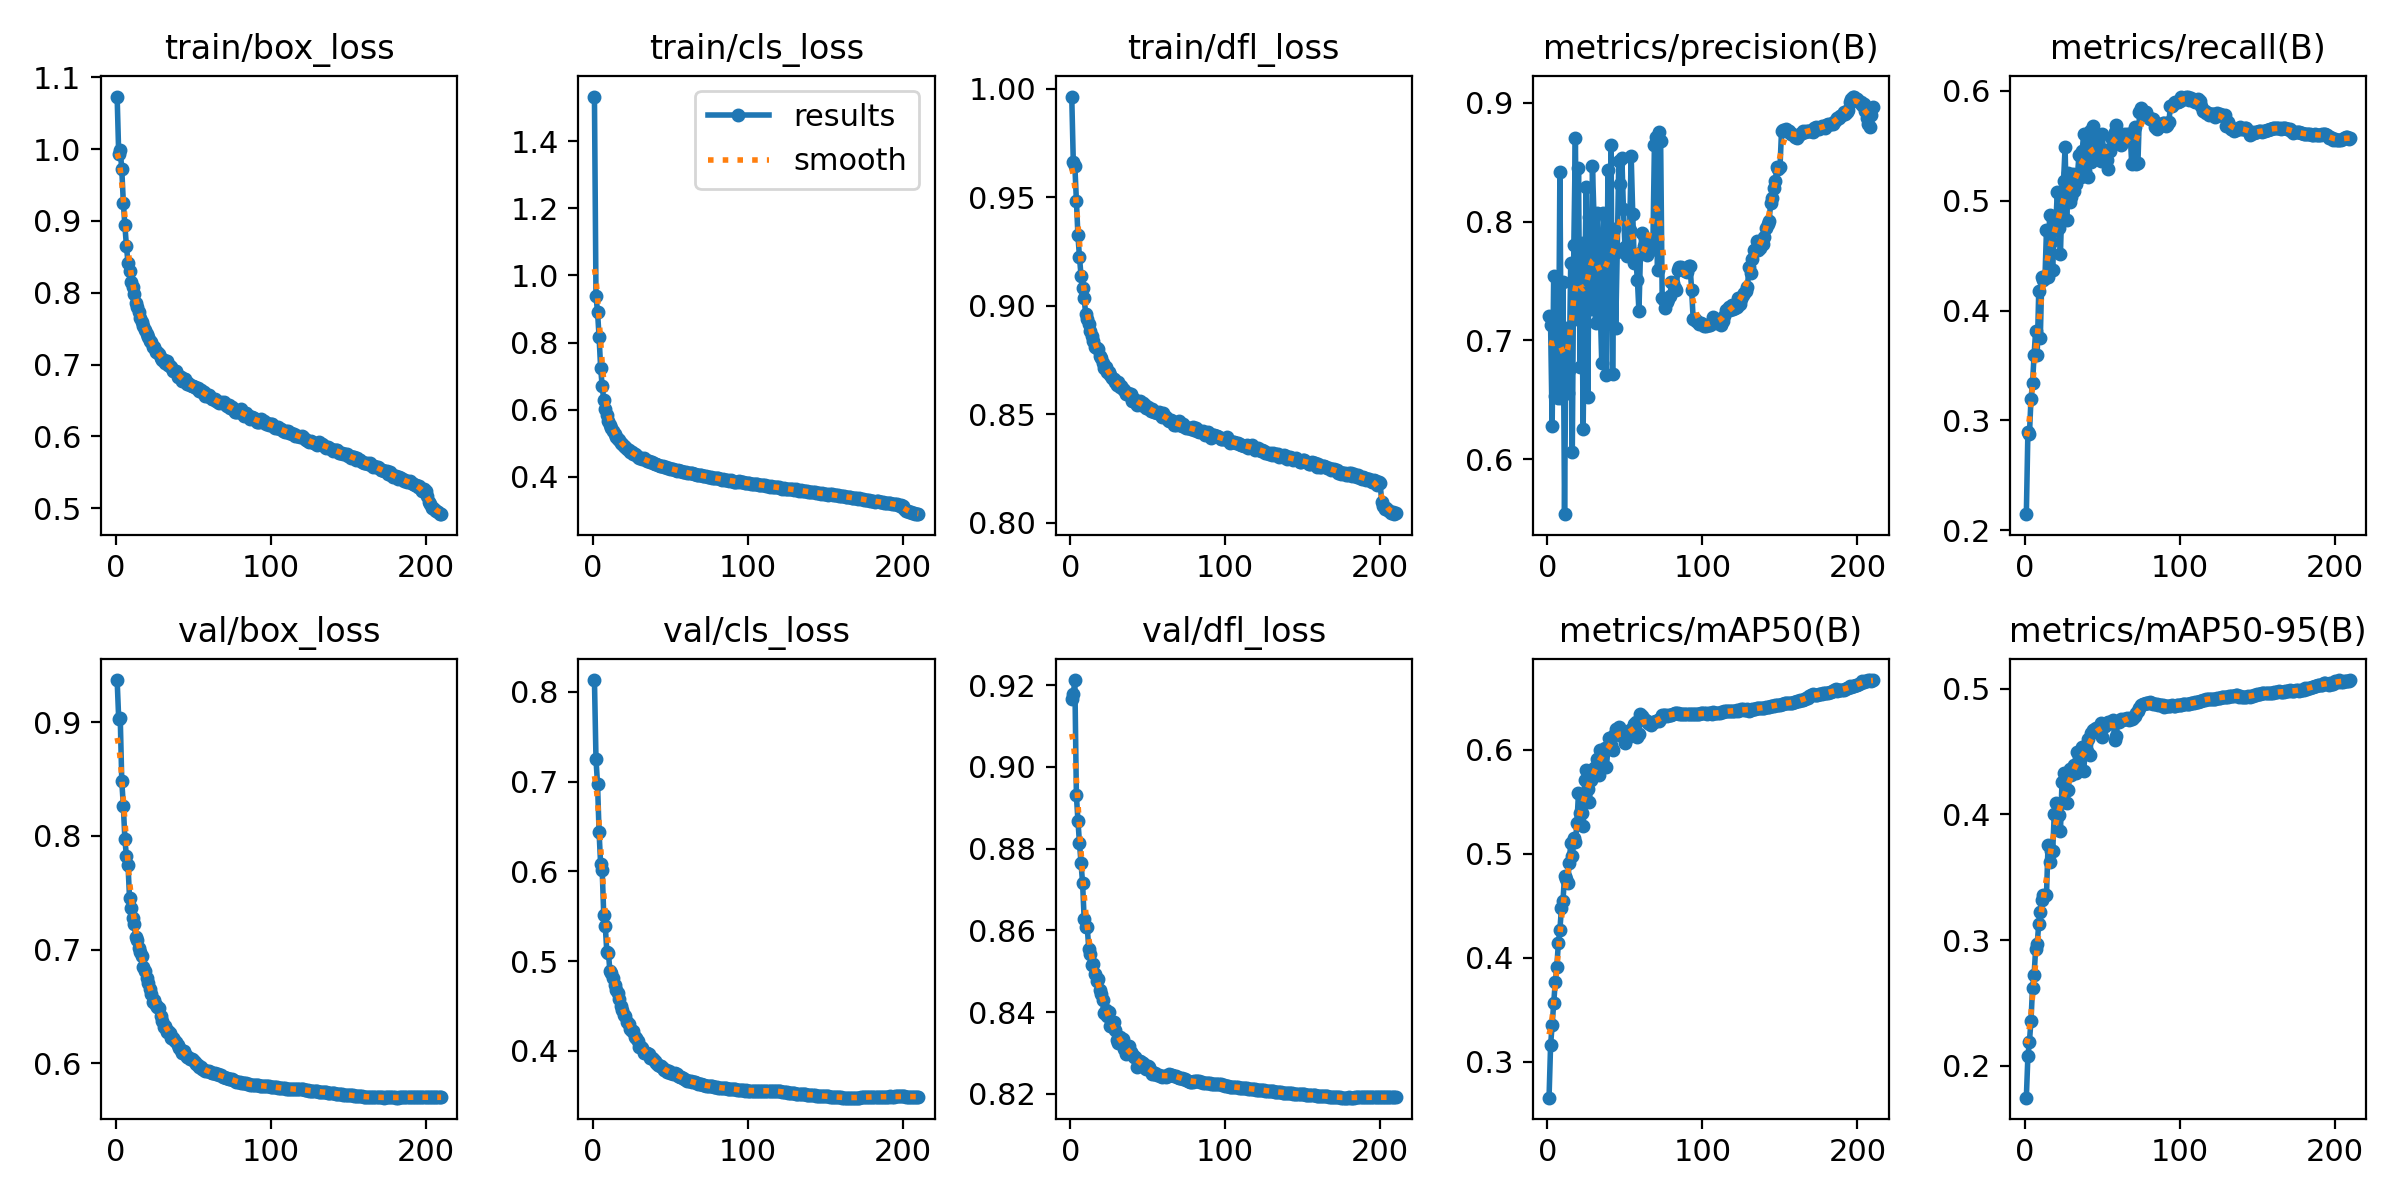 train/box_loss
train/cls_loss
train/dfl_loss
metrics/precision(B)
metrics/recall(B)
1.1
1.0
0.9
0.8
0.7
0.6
0.5
0 100 200
results
smooth
1.4
1.2
1.0
0.8
0.6
0.4
0 100 200
1.00
0.95
0.90
0.85
0.80
0 100 200
0.9
0.8
0.7
0.6
0 100 200
0.6
0.5
0.4
0.3
0.2
0 100 200
val/box_loss
val/cls_loss
val/dfl_loss
metrics/mAP50(B)
metrics/mAP50-95(B)
0.9
0.8
0.7
0.6
0 100 200
0.8
0.7
0.6
0.5
0.4
0 100 200
0.92
0.90
0.88
0.86
0.84
0.82
0 100 200
0.6
0.5
0.4
0.3
0 100 200
0.5
0.4
0.3
0.2
0 100 200